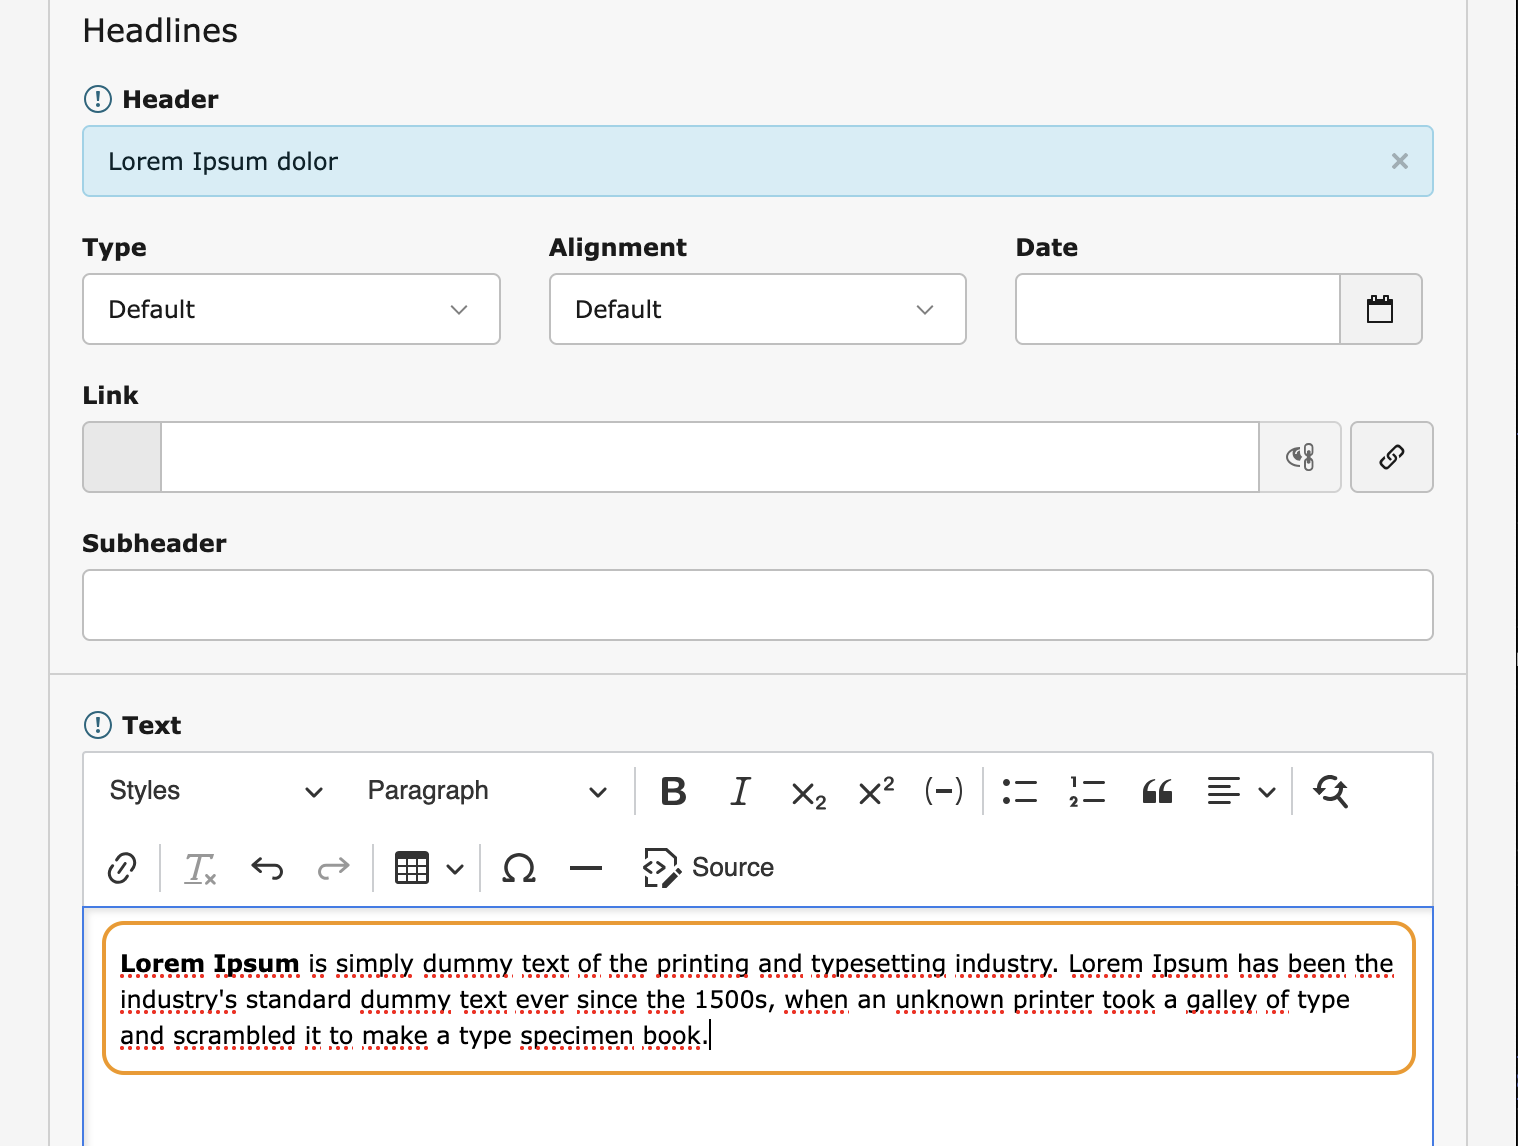 Headlines
Header
Lorem Ipsum dolor
Type
Alignment
Date
Default
Default
Link
Subheader
Text
Styles
Paragraph
Source
Lorem Ipsum is simply dummy text of the printing and typesetting industry. Lorem Ipsum has been the
industry's standard dummy text ever since the 1500s, when an unknown printer took a galley of type
and scrambled it to make a type specimen book.